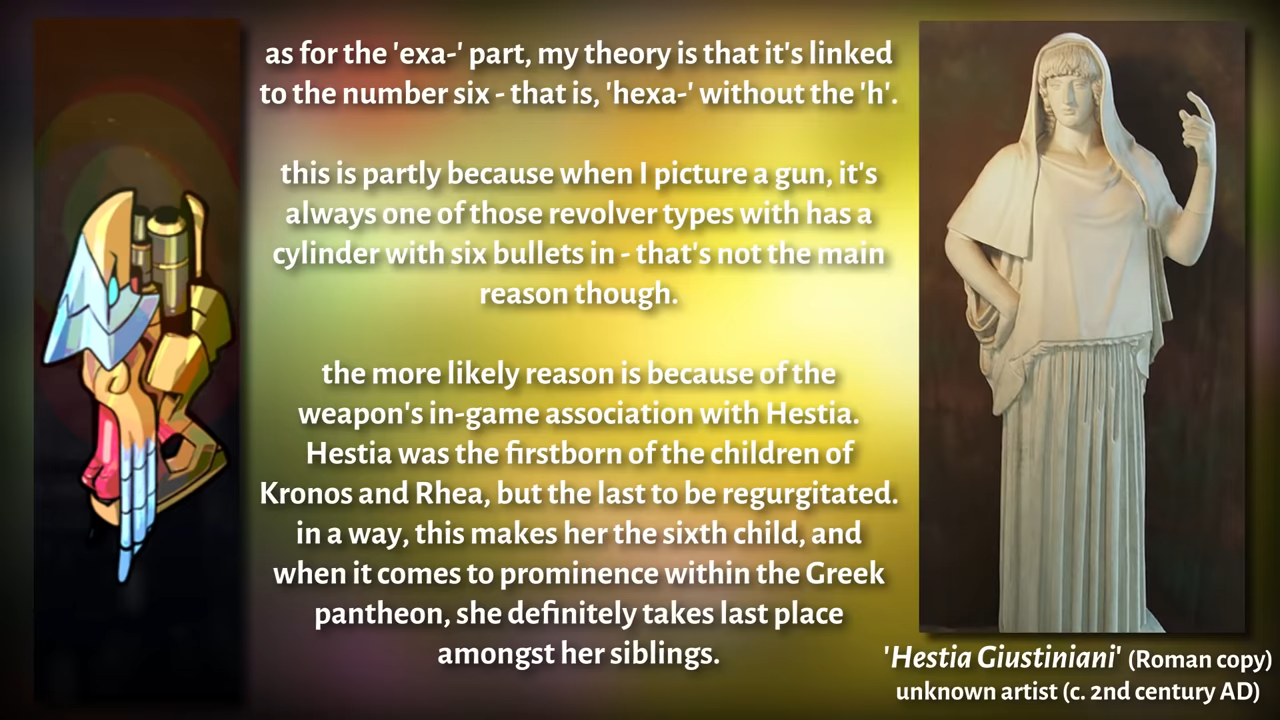 as for the 'exa-' part, my theory is that it's linked
to the number six - that is, 'hexa-' without the 'h'.
this is partly because when I picture a gun, it's
always one of those revolver types with has a
cylinder with six bullets in - that's not the main
reason though.
the more likely reason is because of the
weapon's in-game association with Hestia.
Hestia was the firstborn of the children of
Kronos and Rhea, but the last to be regurgitated.
in a way, this makes her the sixth child, and
when it comes to prominence within the Greek
pantheon, she definitely takes last place
amongst her siblings.
'Hestia Giustiniani' (Roman copy)
unknown artist (c. 2nd century AD)